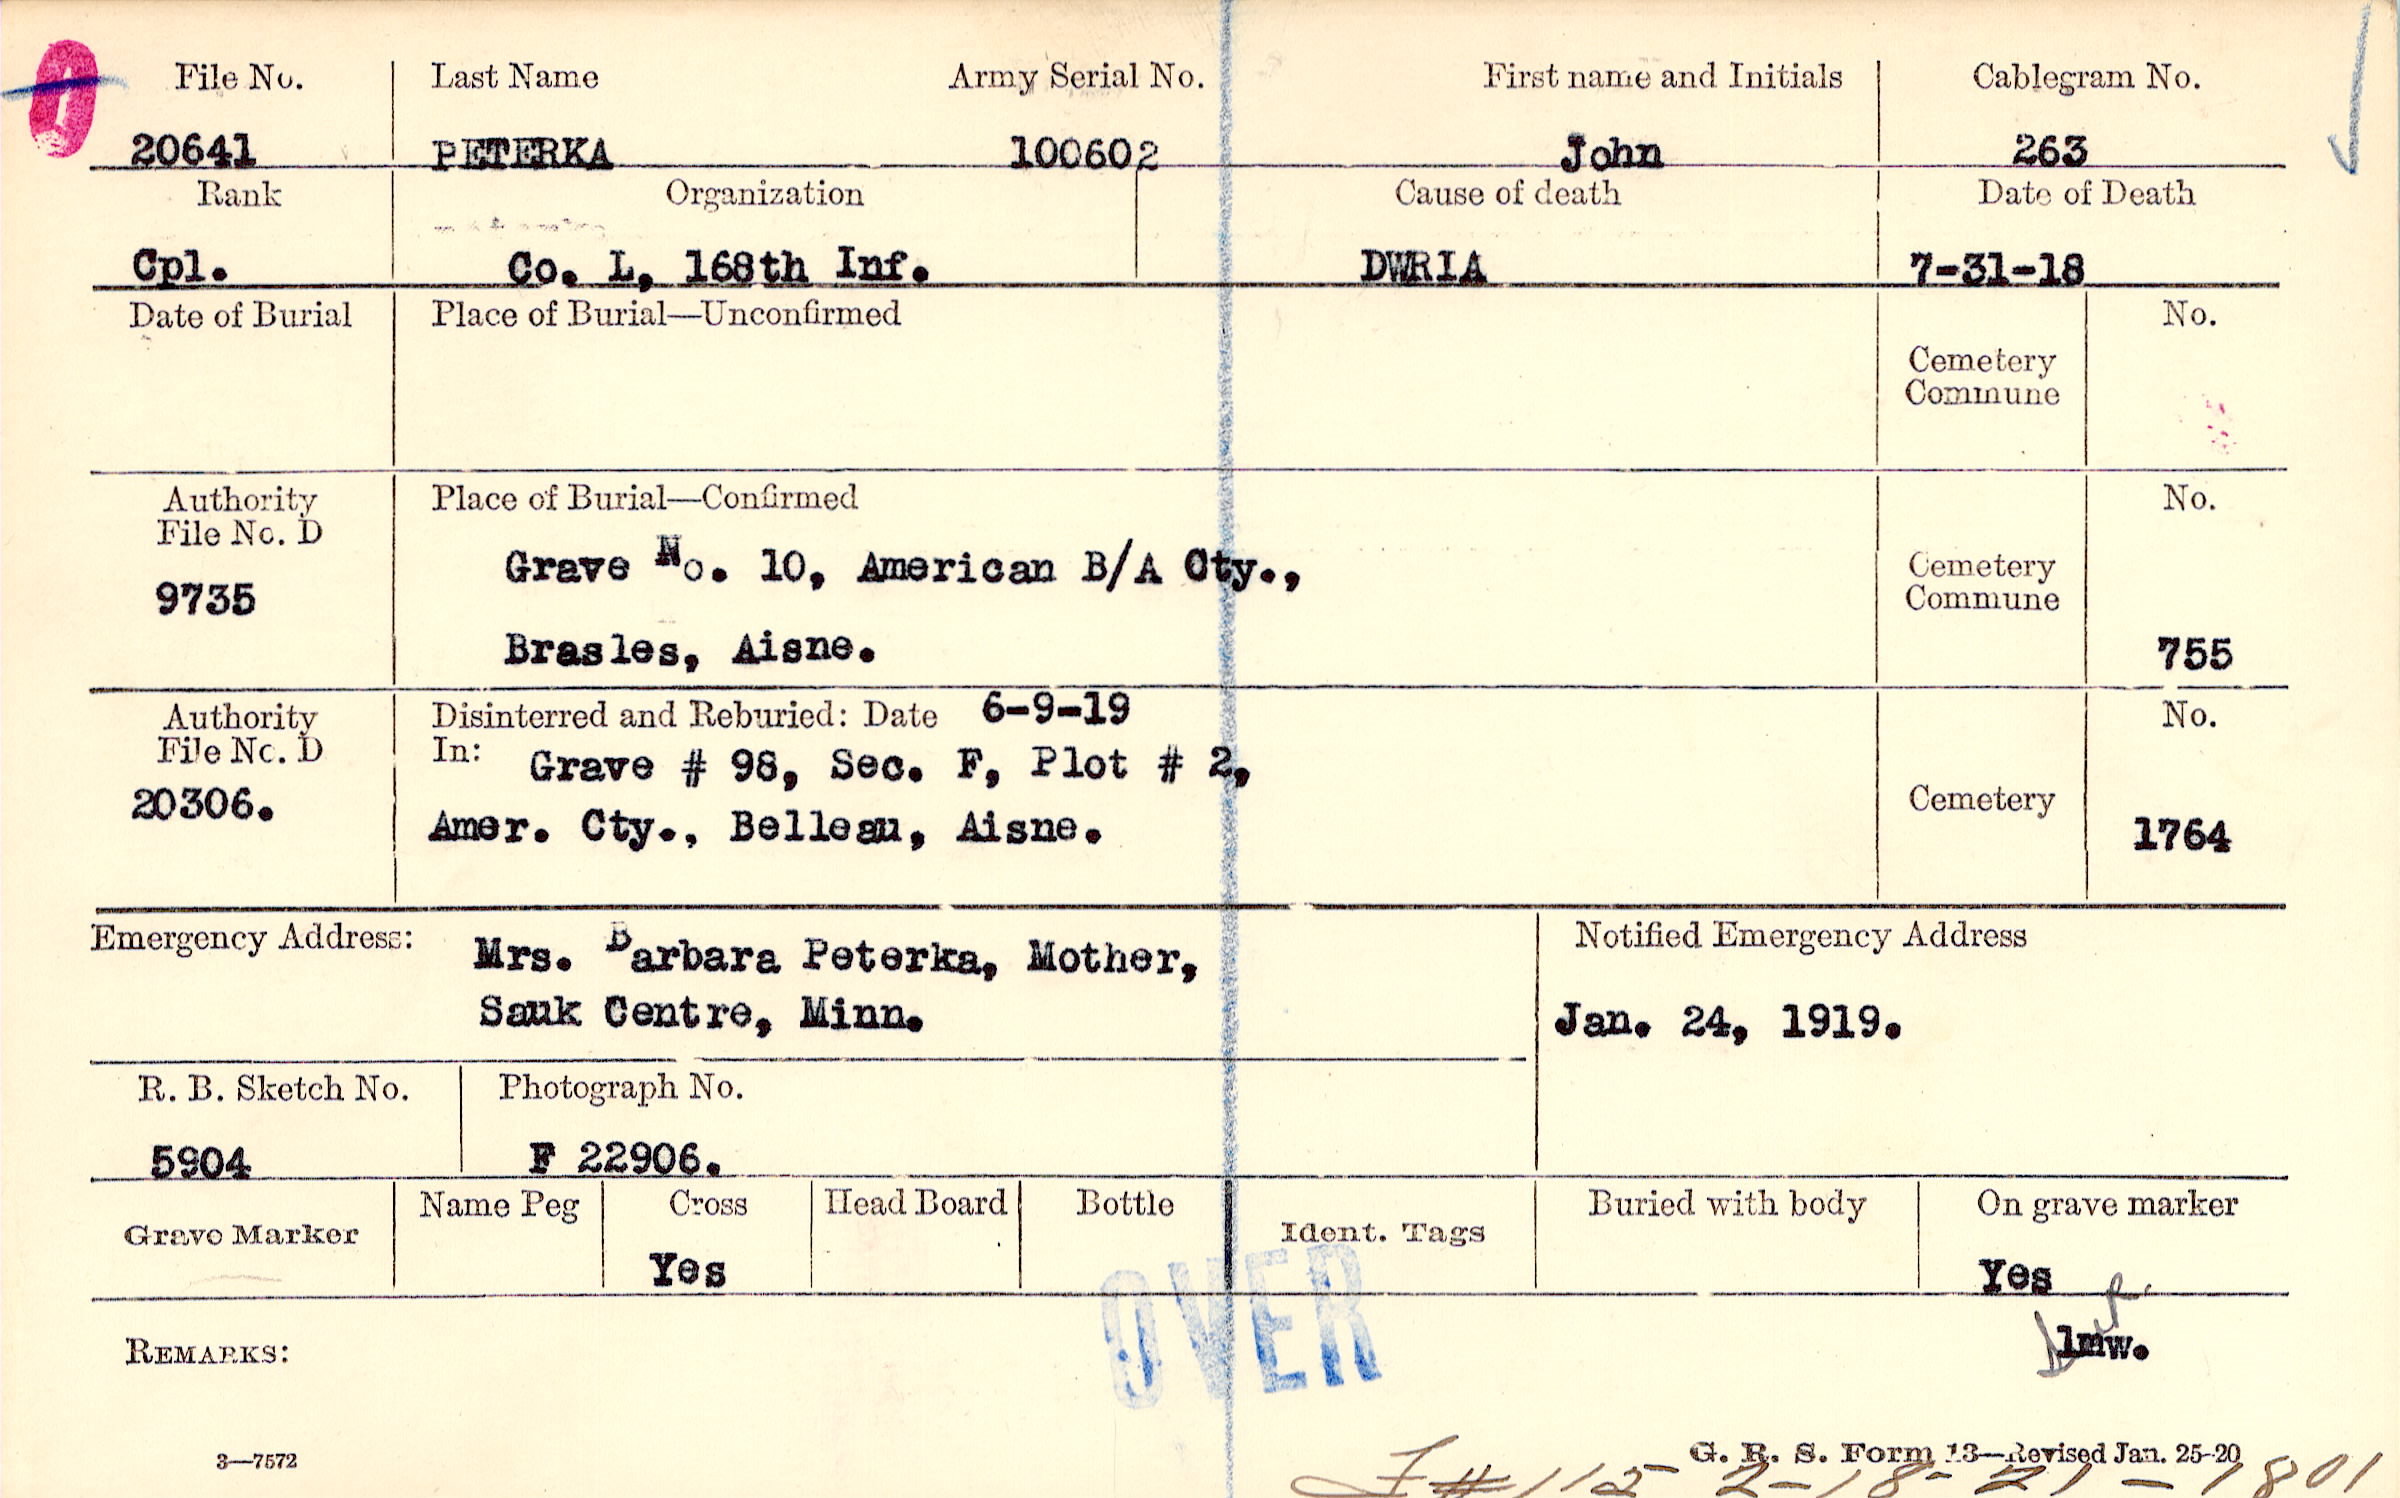 File No. Last Name Army Serial No. First name and Initials Cablegram No.
20641 PETERKA 100602 John 263
Rank Organization Cause of death Date of Death
Cpl. Co. L, 168th Inf. DWRIA 7-31-18
Date of Burial Place of Burial—Unconfirmed No.
Cemetery
Commune
Authority Place of Burial—Confirmed No.
File No. D
Grave No. 10, American B/A Cty., Cemetery
9735 Commune
Brasles, Aisne. 755
Authority Disinterred and Reburied: Date 6-9-19 No.
File No. D In: Grave # 98, Sec. F, Plot # 2,
20306. Cemetery
Amer. Cty., Belleau, Aisne. 1764
Emergency Address: Mrs. Barbara Peterka, Mother, Notified Emergency Address
Sauk Centre, Minn. Jan. 24, 1919.
R. B. Sketch No. Photograph No.
5904 F 22906.
Grave Marker Name Peg Cross Head Board Bottle Ident. Tags Buried with body On grave marker
Yes Yes
OVER
REMARKS: lmw.
3—7572 G. R. S. Form 13—Revised Jan. 25-20